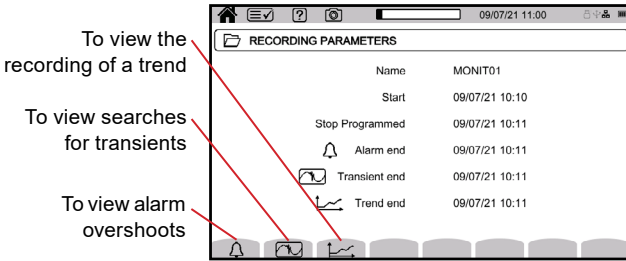 09/07/21 11:00
RECORDING PARAMETERS
Name MONIT01
Start 09/07/21 10:10
Stop Programmed 09/07/21 10:11
Alarm end 09/07/21 10:11
Transient end 09/07/21 10:11
Trend end 09/07/21 10:11
To view the
recording of a trend
To view searches
for transients
To view alarm
overshoots